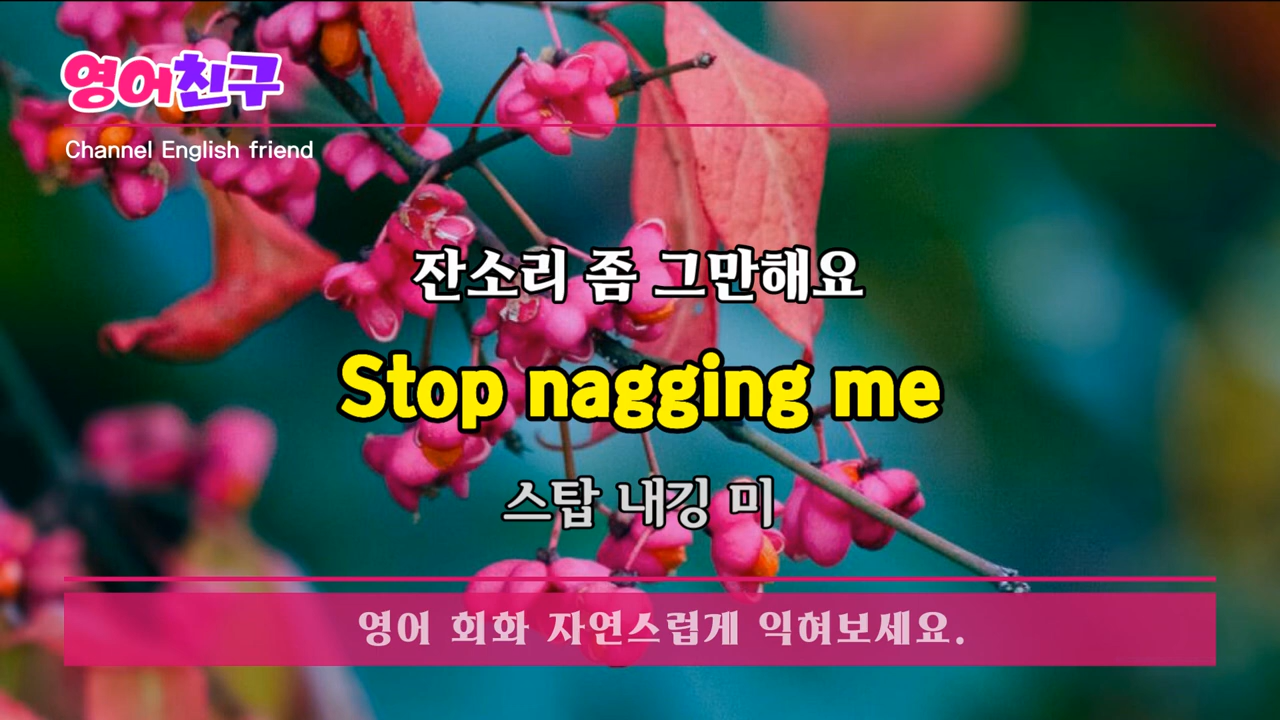 영어친구
Channel English friend
잔소리 좀 그만해요
Stop nagging me
스탑 내깅 미
영어 회화 자연스럽게 익혀보세요.